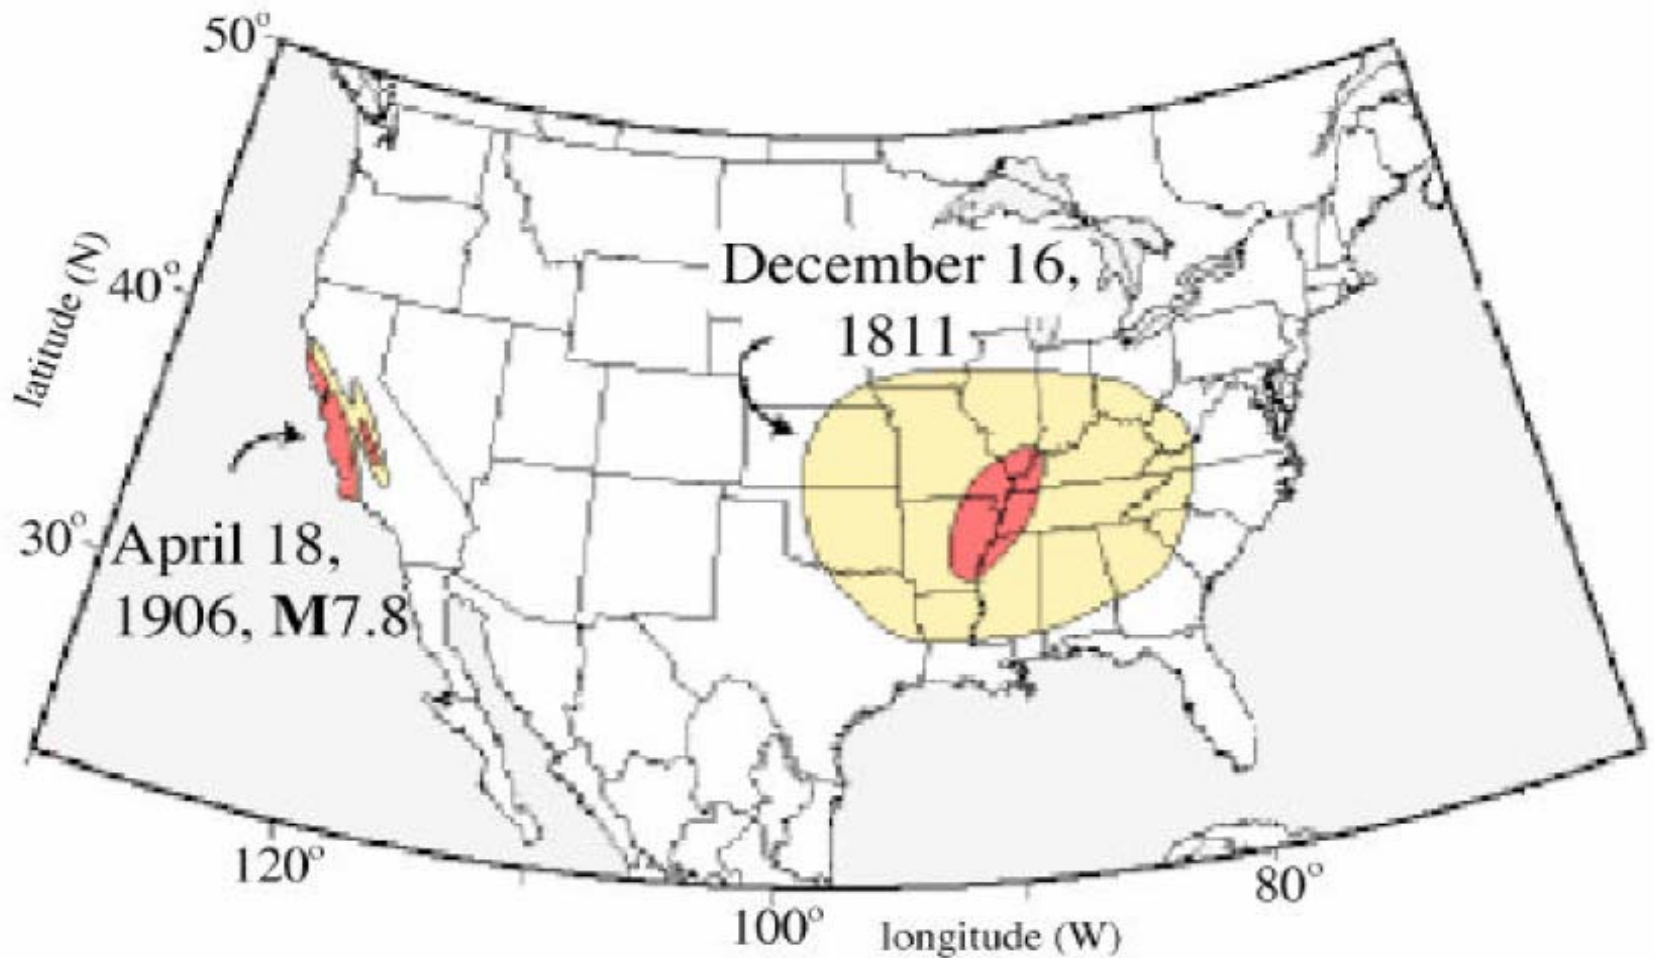 50°
latitude (N)
40°
December 16,
1811
30°
April 18,
1906, M7.8
120°
100°
longitude (W)
80°